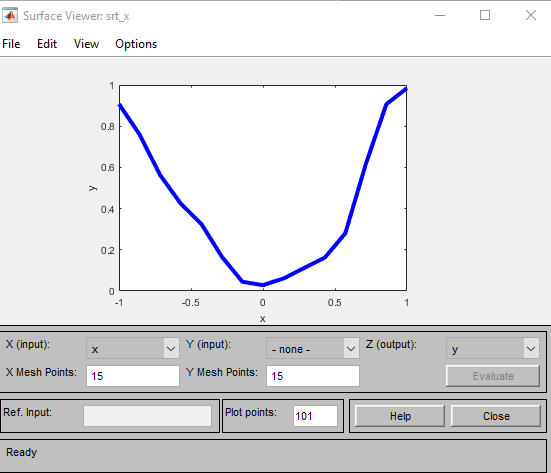 Surface Viewer: srt_x
File Edit View Options
1
0.8
0.6
0.4
0.2
0
y
-1 -0.5 0 0.5 1
x
X (input): x Y (input): - none - Z (output): y
X Mesh Points: 15 Y Mesh Points: 15 Evaluate
Ref. Input: Plot points: 101 Help Close
Ready